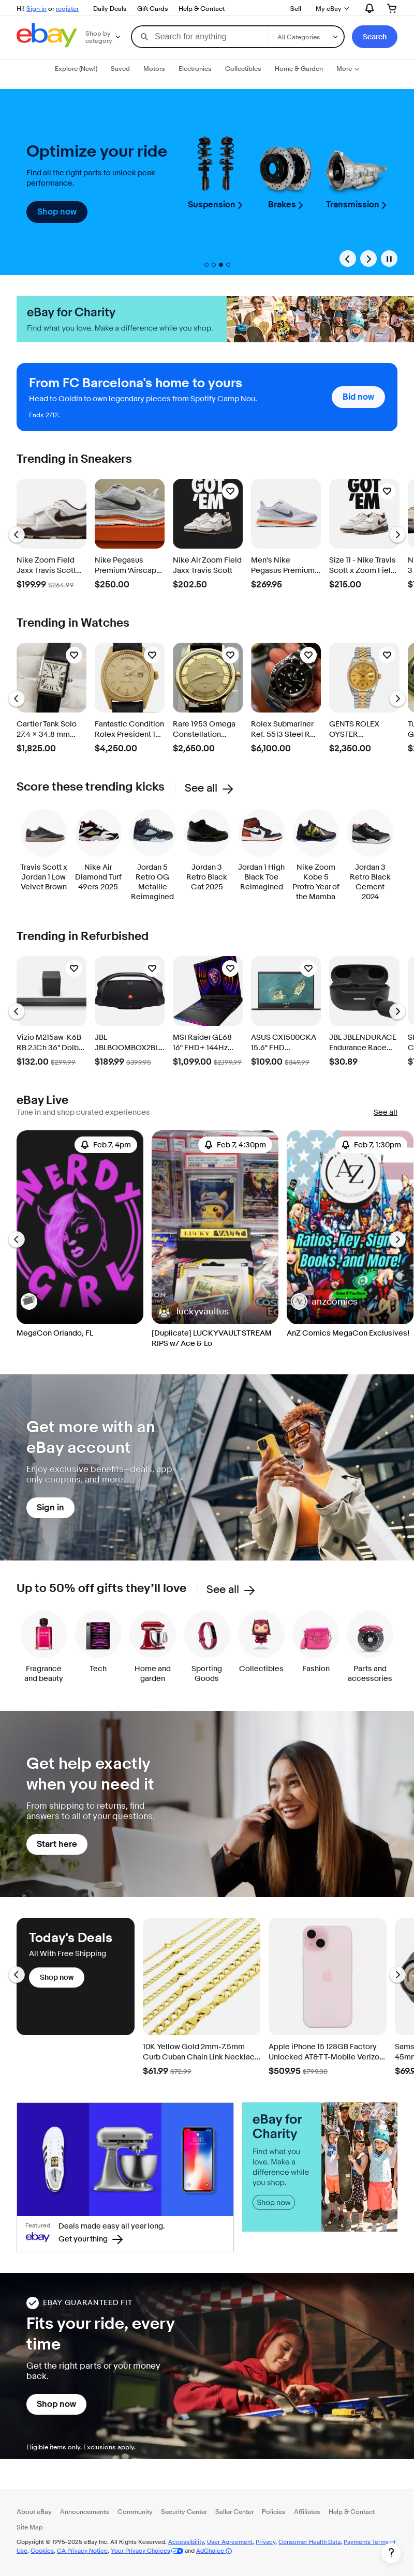 Hi! Sign in or register Daily Deals Gift Cards Help & Contact Sell My eBay
ebay Shop by category Search for anything All Categories Search
Explore (New!) Saved Motors Electronics Collectibles Home & Garden More
Optimize your ride
Find all the right parts to unlock peak
performance.
Shop now
Suspension Brakes Transmission
eBay for Charity
Find what you love. Make a difference while you shop.
From FC Barcelona's home to yours
Head to Goldin to own legendary pieces from Spotify Camp Nou.
Ends 2/12.
Bid now
Trending in Sneakers
GOT 'EM
GOT 'EM
Nike Zoom Field
Jaxx Travis Scott...
$199.99 $264.99
Nike Pegasus
Premium 'Airscap...
$250.00
Nike Air Zoom Field
Jaxx Travis Scott
$202.50
Men's Nike
Pegasus Premium...
$269.95
Size 11 - Nike Travis
Scott x Zoom Fiel...
$215.00
Trending in Watches
Cartier Tank Solo
27.4 × 34.8 mm...
$1,825.00
Fantastic Condition
Rolex President 1...
$4,250.00
Rare 1953 Omega
Constellation...
$2,650.00
Rolex Submariner
Ref. 5513 Steel R...
$6,100.00
GENTS ROLEX
OYSTER...
$2,350.00
Score these trending kicks See all
Travis Scott x
Jordan 1 Low
Velvet Brown
Nike Air
Diamond Turf
49ers 2025
Jordan 5
Retro OG
Metallic
Reimagined
Jordan 3
Retro Black
Cat 2025
Jordan 1 High
Black Toe
Reimagined
Nike Zoom
Kobe 5
Protro Year of
the Mamba
Jordan 3
Retro Black
Cement
2024
Trending in Refurbished
Vizio M215aw-K6B-
RB 2.1Ch 36" Dolb...
$132.00 $299.99
JBL
JBLBOOMBOX2BL...
$189.99 $399.95
MSI Raider GE68
16" FHD+ 144Hz...
$1,099.00 $2,199.99
ASUS CX1500CKA
15.6" FHD...
$109.00 $349.99
JBL JBLENDURACE
Endurance Race...
$30.89
eBay Live
Tune in and shop curated experiences
See all
Feb 7, 4pm
NERDY GIRL
MegaCon Orlando, FL
Feb 7, 4:30pm
LUCKY VAULT
luckyvaultus
[Duplicate] LUCKYVAULT STREAM
RIPS w/ Ace & Lo
Feb 7, 1:30pm
AZ
Ratios, Key, Signed
Books, and More!
anzcomics
AnZ Comics MegaCon Exclusives!
Get more with an
eBay account
Enjoy exclusive benefits—deals, app-
only coupons, and more.
Sign in
Up to 50% off gifts they'll love See all
Fragrance
and beauty
Tech
Home and
garden
Sporting
Goods
Collectibles
Fashion
Parts and
accessories
Get help exactly
when you need it
From shipping to returns, find
answers to all of your questions.
Start here
Today's Deals
All With Free Shipping
Shop now
10K Yellow Gold 2mm-7.5mm
Curb Cuban Chain Link Necklac...
$61.99 $72.99
Apple iPhone 15 128GB Factory
Unlocked AT&T T-Mobile Verizo...
$509.95 $799.00
Featured
ebay
Deals made easy all year long.
Get your thing
eBay for
Charity
Find what you
love. Make a
difference while
you shop.
Shop now
EBAY GUARANTEED FIT
Fits your ride, every
time
Get the right parts or your money
back.
Shop now
Eligible items only. Exclusions apply.
About eBay Announcements Community Security Center Seller Center Policies Affiliates Help & Contact
Site Map
Copyright © 1995-2025 eBay Inc. All Rights Reserved. Accessibility, User Agreement, Privacy, Consumer Health Data, Payments Terms of
Use, Cookies, CA Privacy Notice, Your Privacy Choices and AdChoice
?